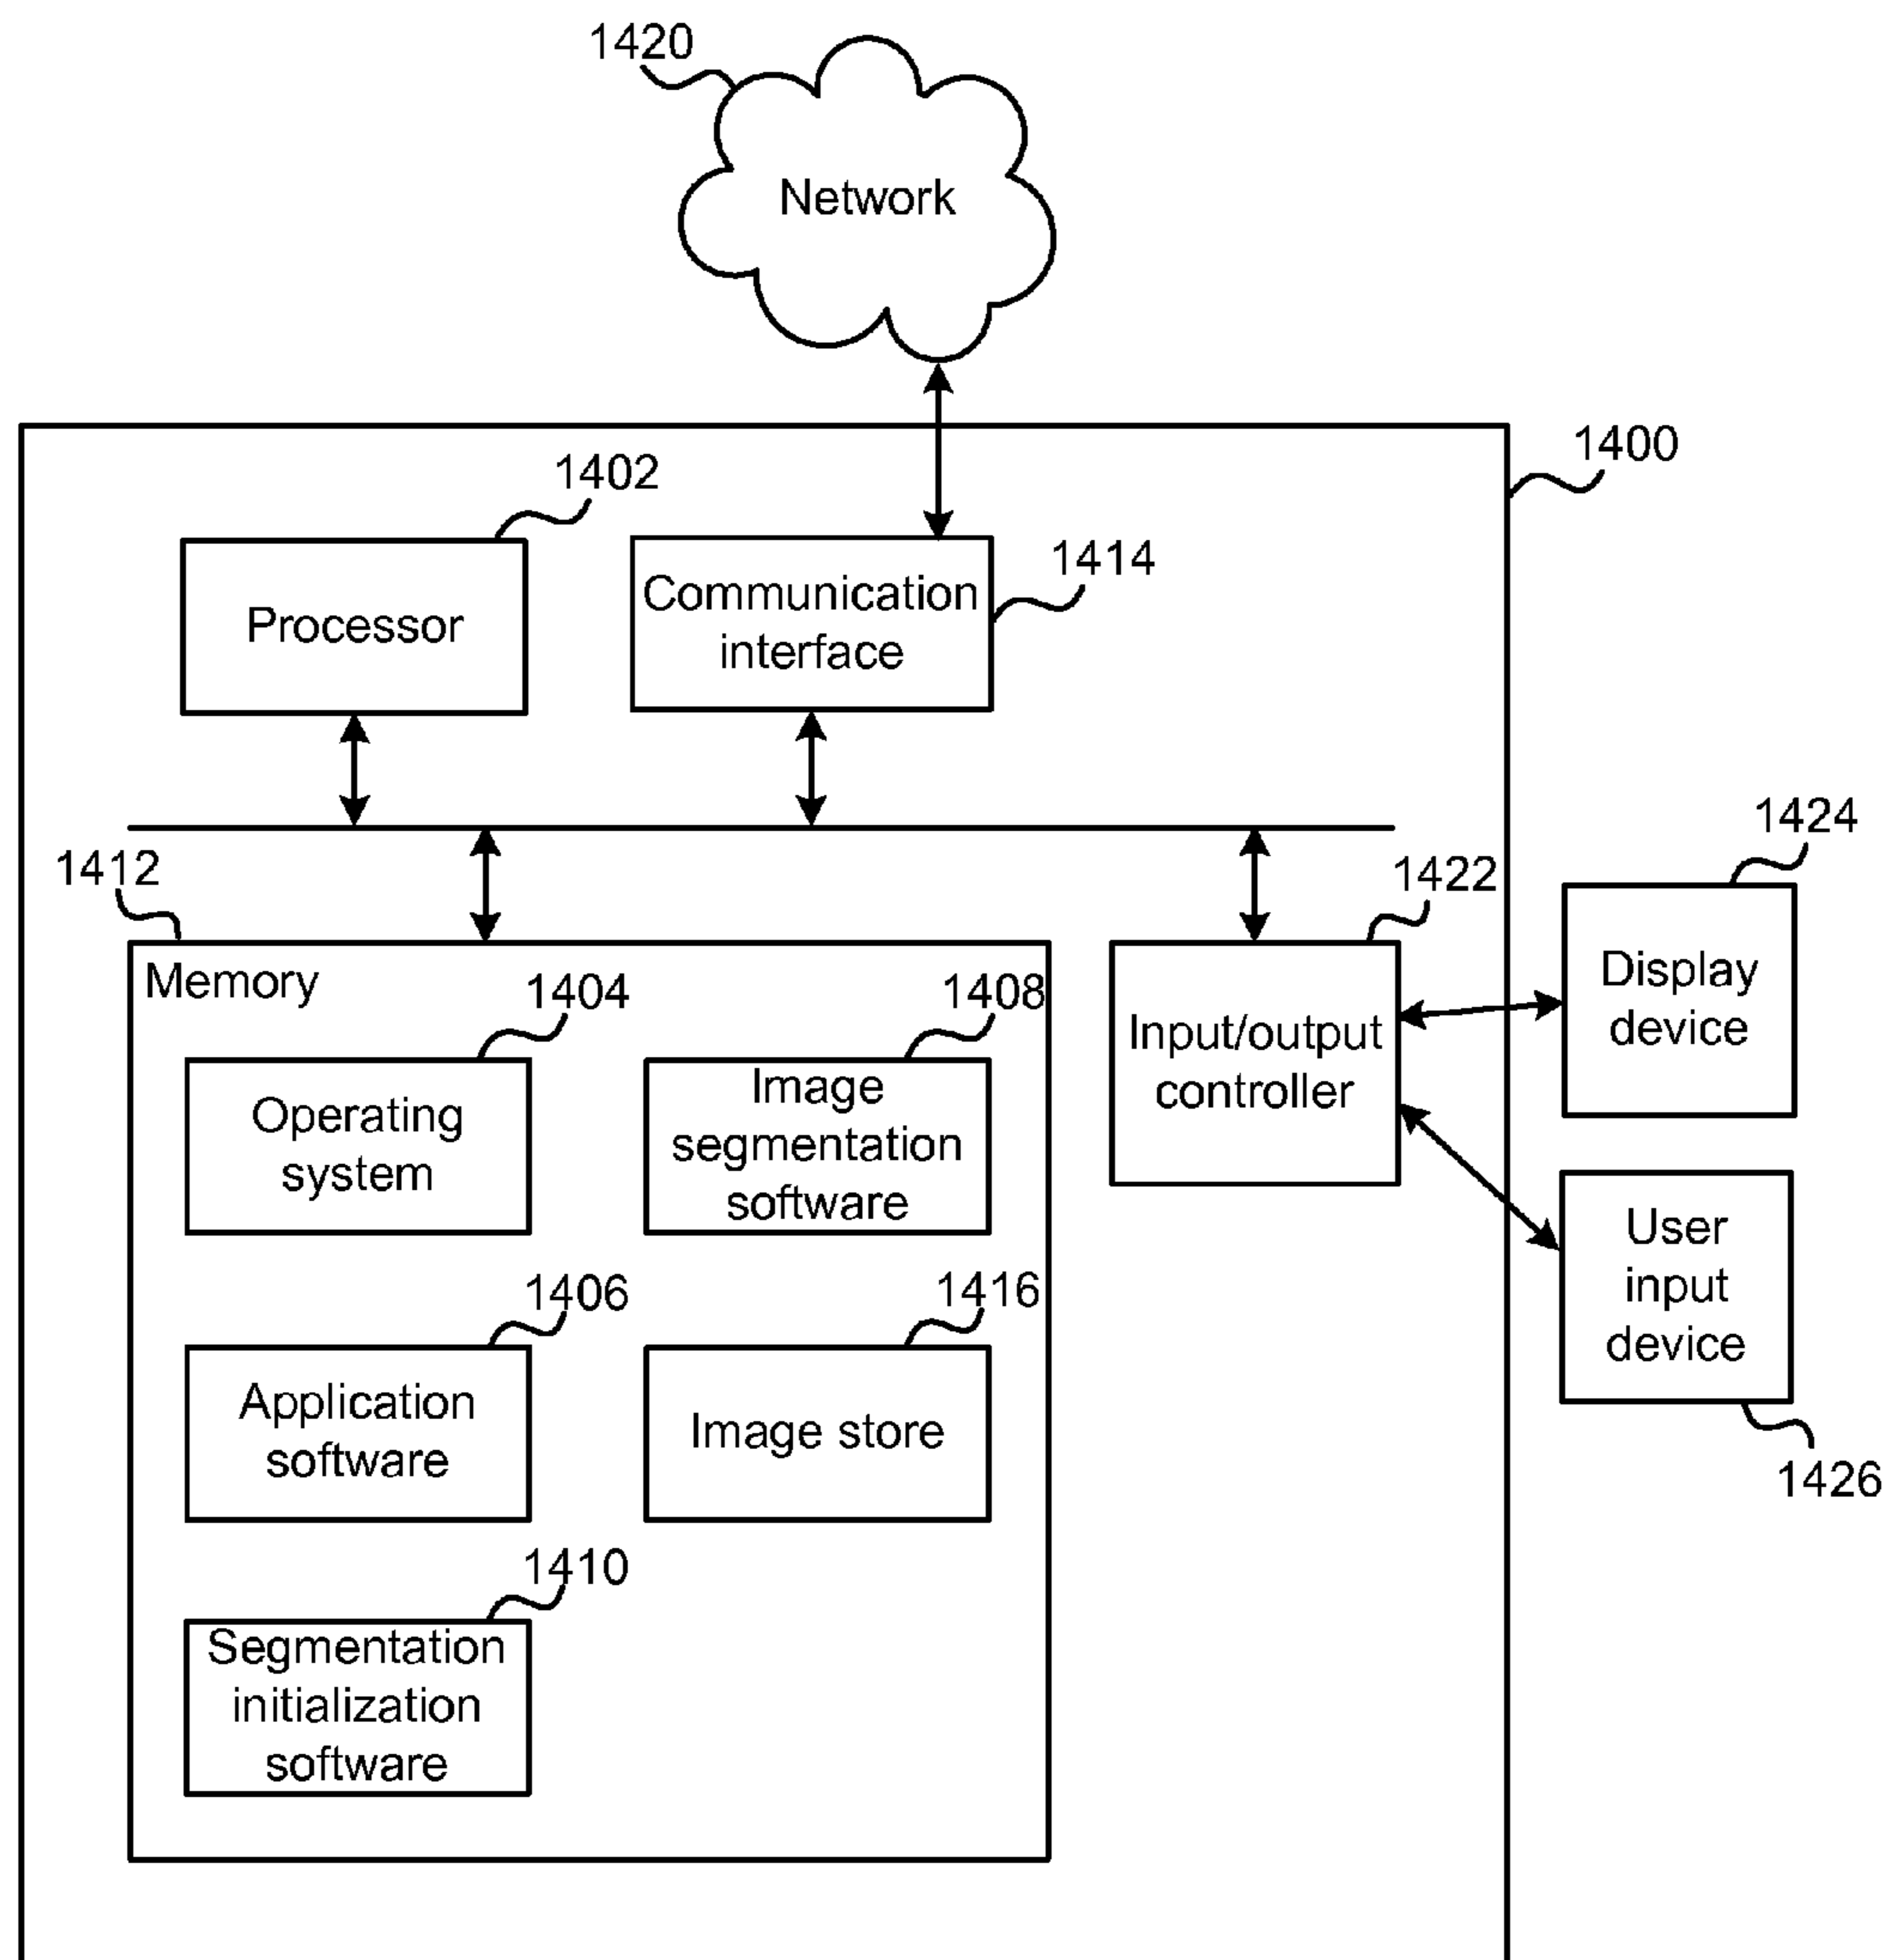 1420
Network
1400
1402
1414
Processor
Communication
interface
1424
1412
1422
Memory
1404
1408
Display
device
Input/output
controller
Operating
system
Image
segmentation
software
User
input
device
1406
1416
1426
Application
software
Image store
1410
Segmentation
initialization
software